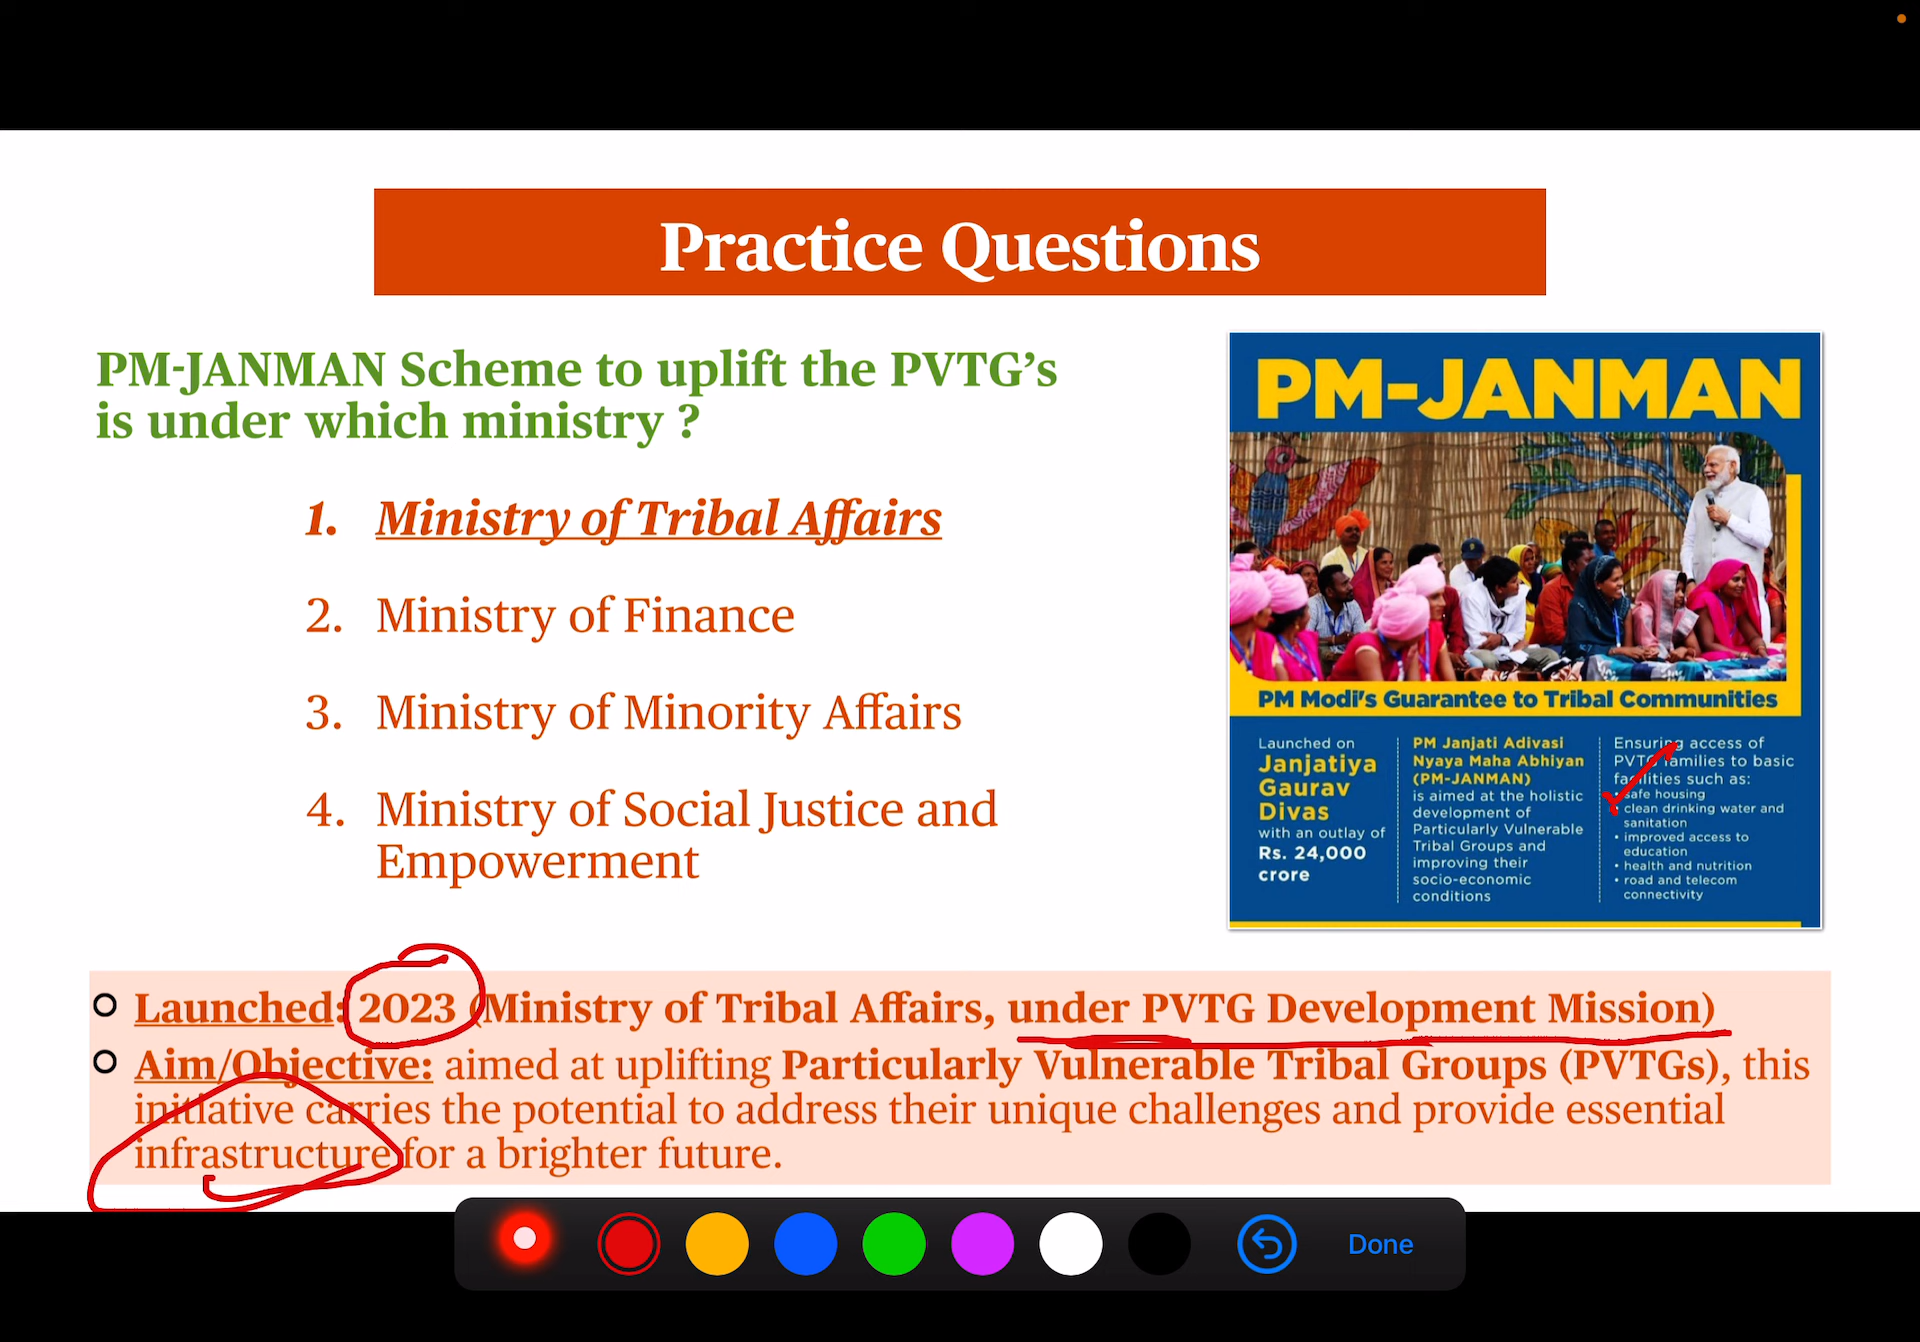 Practice Questions
PM-JANMAN Scheme to uplift the PVTG’s
is under which ministry ?
1. Ministry of Tribal Affairs
2. Ministry of Finance
3. Ministry of Minority Affairs
4. Ministry of Social Justice and
Empowerment
PM-JANMAN
PM Modi's Guarantee to Tribal Communities
Launched on
Janjatiya
Gaurav
Divas
with an outlay of
Rs. 24,000
crore
PM Janjati Adivasi
Nyaya Maha Abhiyan
(PM-JANMAN)
is aimed at the holistic
development of
Particularly Vulnerable
Tribal Groups and
improving their
socio-economic
conditions
Ensuring access of
PVTG families to basic
facilities such as:
• safe housing
• clean drinking water and
sanitation
• improved access to
education
• health and nutrition
• road and telecom
connectivity
Launched: 2023 (Ministry of Tribal Affairs, under PVTG Development Mission)
Aim/Objective: aimed at uplifting Particularly Vulnerable Tribal Groups (PVTGs), this
initiative carries the potential to address their unique challenges and provide essential
infrastructure for a brighter future.
Done